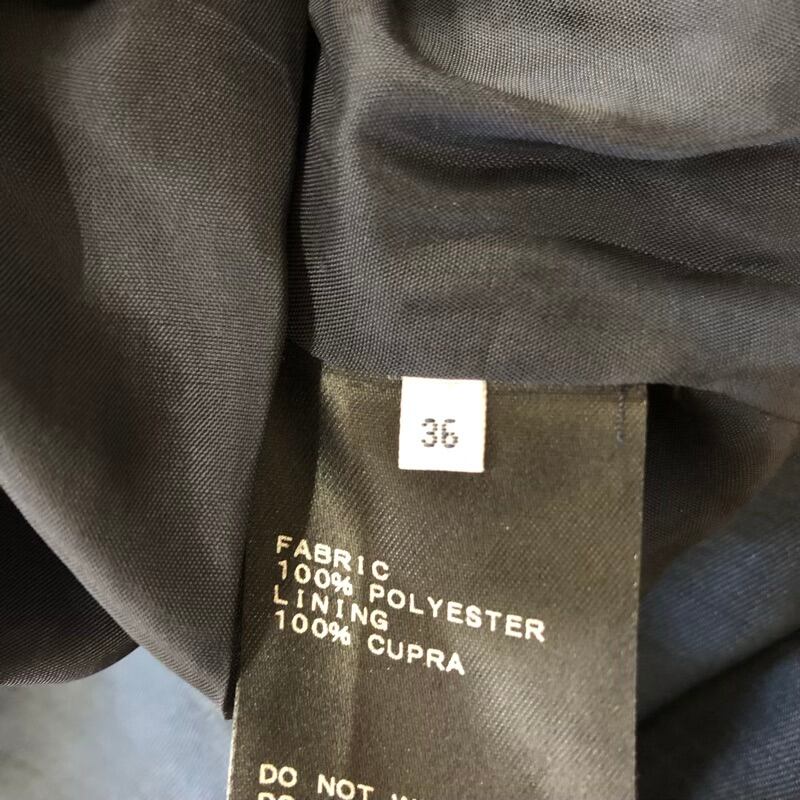 36
FABRIC
100% POLYESTER
LINING
100% CUPRA
DO NOT